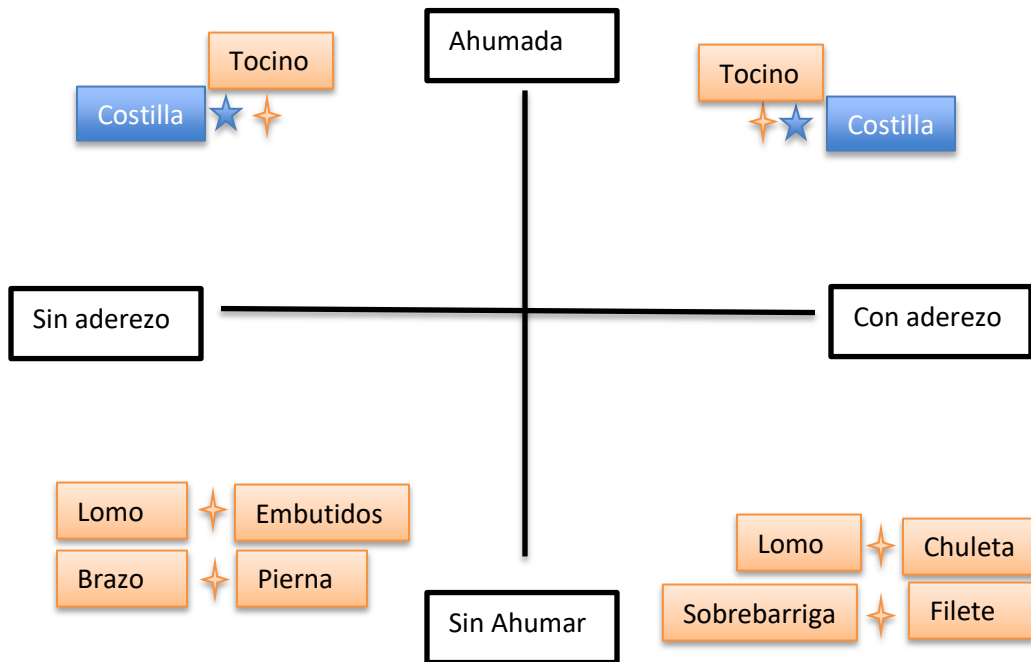 Ahumada
Tocino
Tocino
Costilla
Costilla
Sin aderezo
Con aderezo
Lomo
Embutidos
Lomo
Chuleta
Brazo
Pierna
Sobrebarriga
Filete
Sin Ahumar